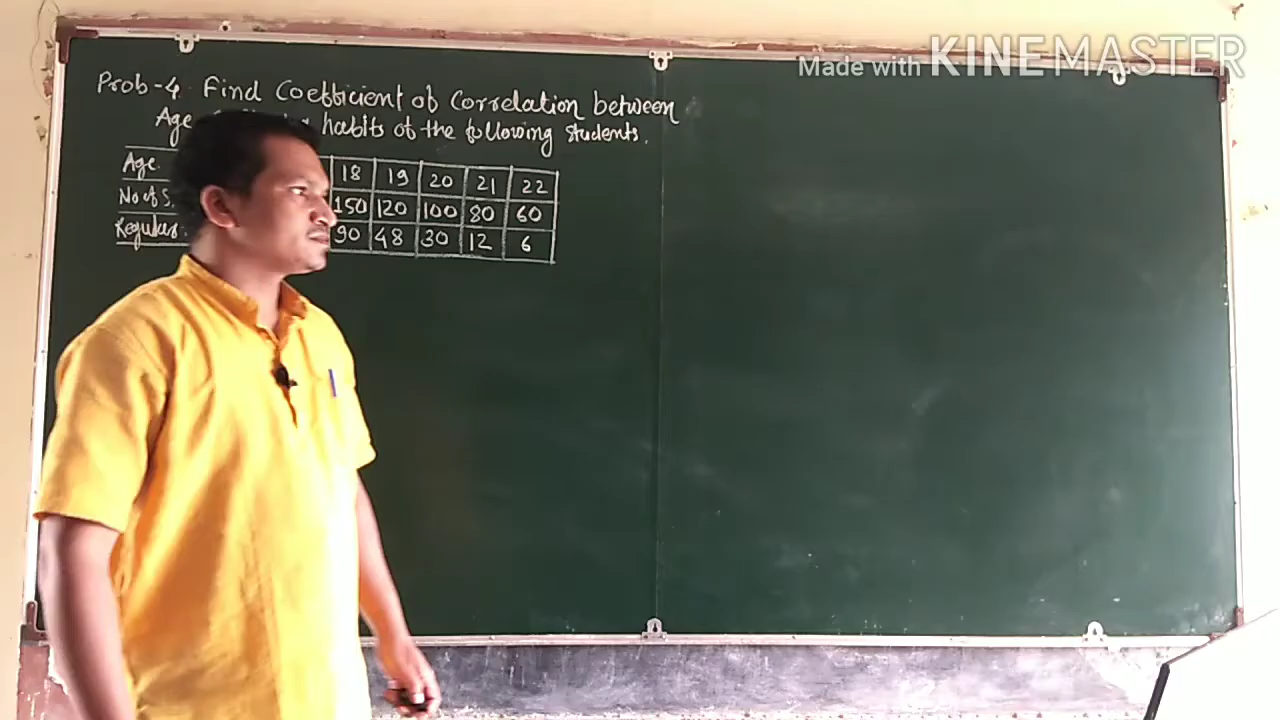 Made with KINEMASTER
Prob-4. Find Coefficient of Correlation between
Age habits of the following students.
Age. 18 19 20 21 22
No of S. 150 120 100 80 60
Regular. 90 48 30 12 6